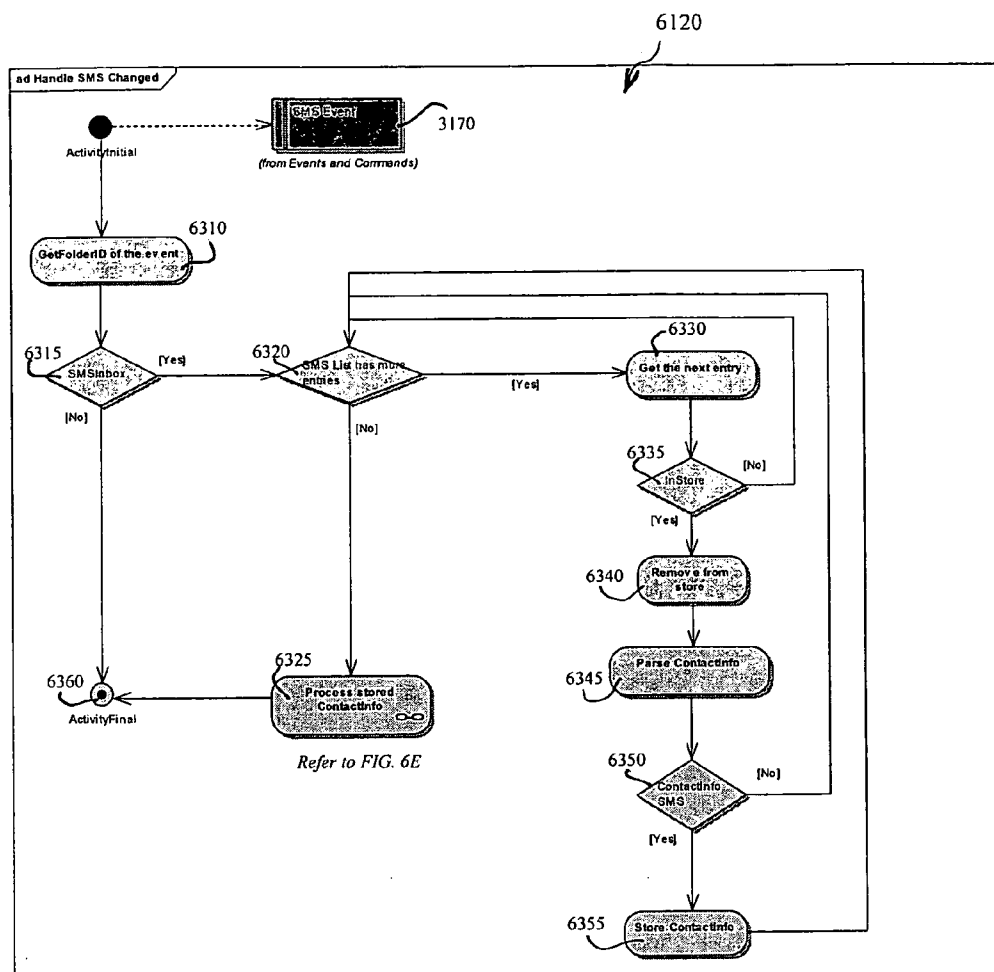 6120
ad Handle SMS Changed
SMS Event
3170
ActivityInitial
(from Events and Commands)
6310
GetFolderID of the event
6315
SMSInbox
[Yes]
[No]
6320
SMS List has more
entries
[Yes]
[No]
6330
Get the next entry
6335
InStore
[No]
[Yes]
6340
Remove from
store
6345
Parse ContactInfo
6325
Process stored
ContactInfo
6360
ActivityFinal
Refer to FIG. 6E
6350
ContactInfo
SMS
[No]
[Yes]
6355
Store ContactInfo